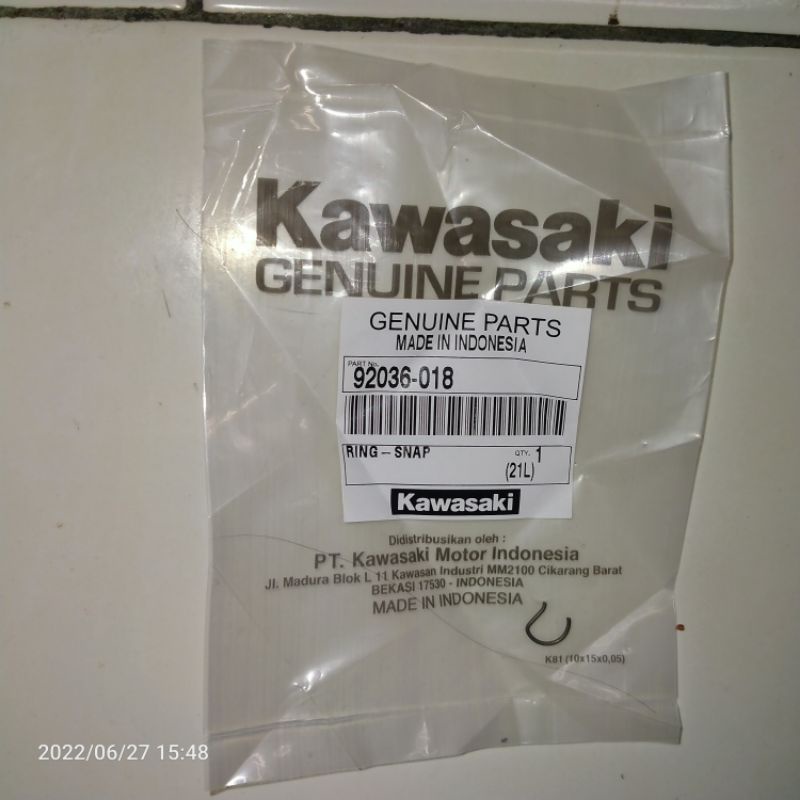 Kawasaki
GENUINE PARTS
GENUINE PARTS
MADE IN INDONESIA
PART No.
92036-018
RING – SNAP
QTY. 1
(21L)
Kawasaki
Didistribusikan oleh :
PT. Kawasaki Motor Indonesia
Jl. Madura Blok L 11 Kawasan Industri MM2100 Cikarang Barat
BEKASI 17530 - INDONESIA
MADE IN INDONESIA
K81 (10x15x0,05)
2022/06/27 15:48